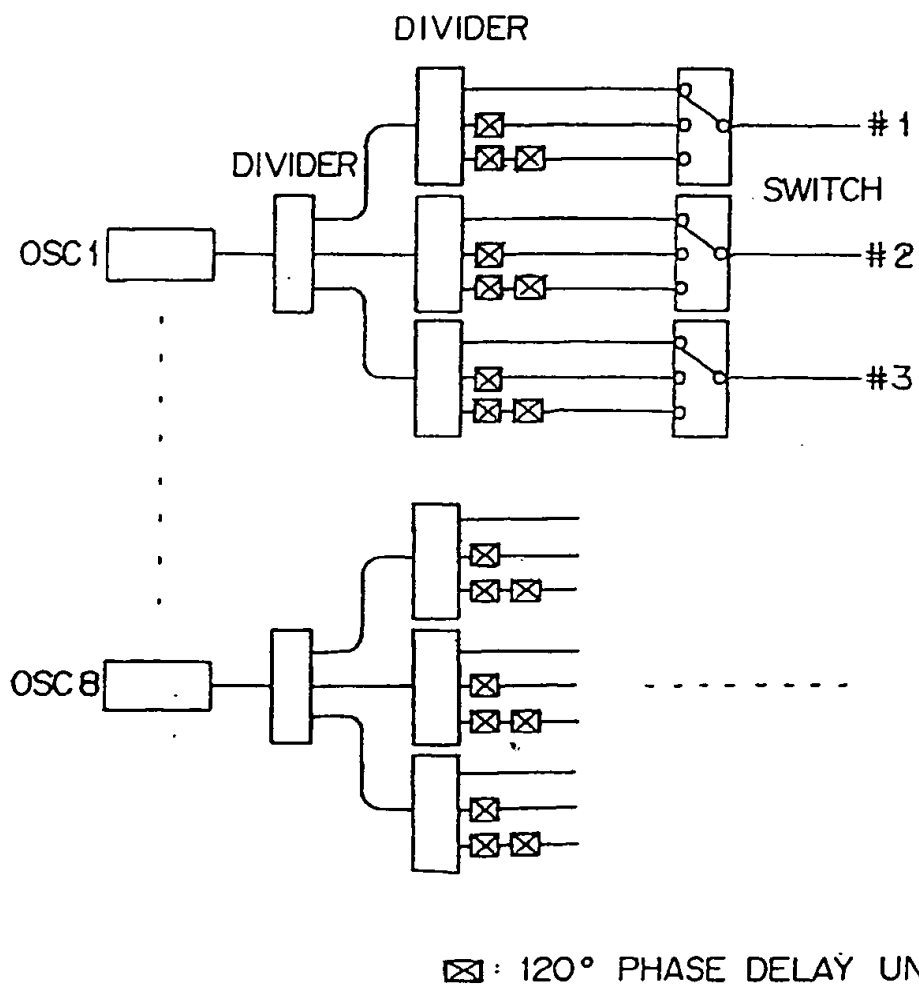 DIVIDER
#1
DIVIDER
SWITCH
OSC1
#2
#3
OSC8
: 120° PHASE DELAY UN